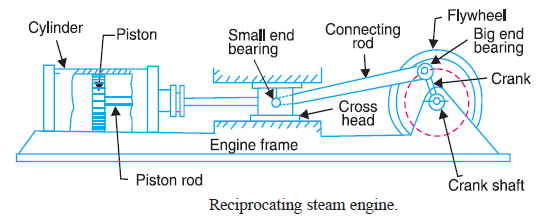 Cylinder
Piston
Small end
bearing
Connecting
rod
Flywheel
Big end
bearing
Crank
Cross
head
Engine frame
Piston rod
Crank shaft
Reciprocating steam engine.